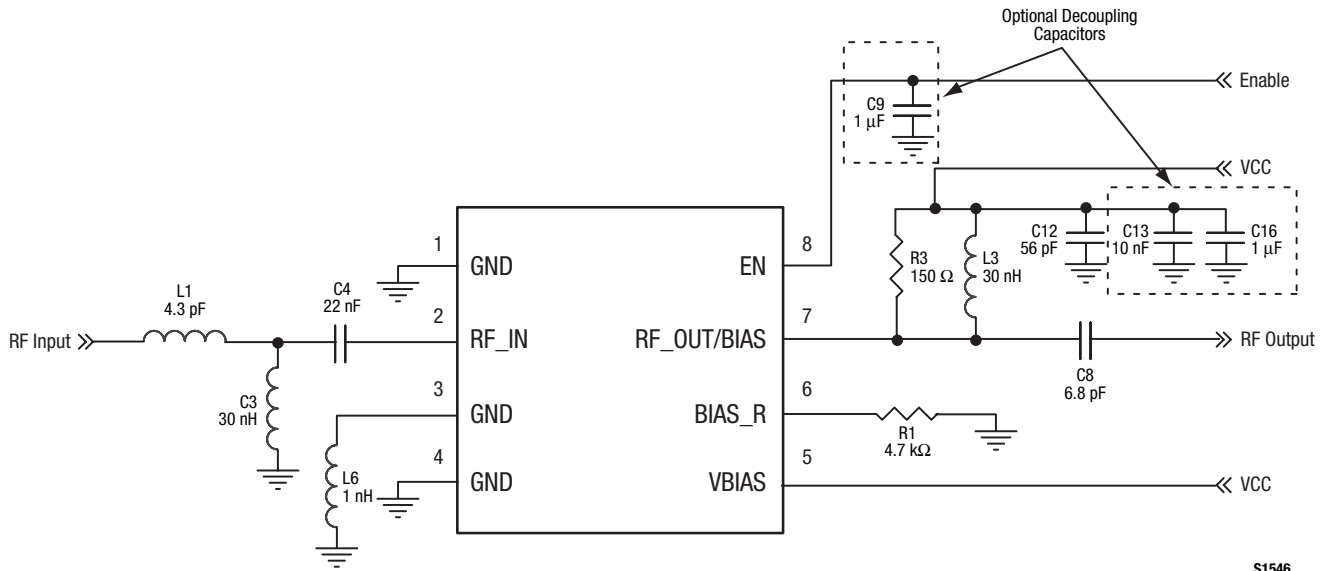 Optional Decoupling
Capacitors
Enable
C9
1 µF
VCC
1
GND
8
EN
R3
150 Ω
L3
30 nH
C12
56 pF
C13
10 nF
C16
1 µF
L1
4.3 pF
C4
22 nF
RF Input
2
RF_IN
7
RF_OUT/BIAS
RF Output
C8
6.8 pF
C3
30 nH
3
GND
6
BIAS_R
R1
4.7 kΩ
L6
1 nH
4
GND
5
VBIAS
VCC
S1546